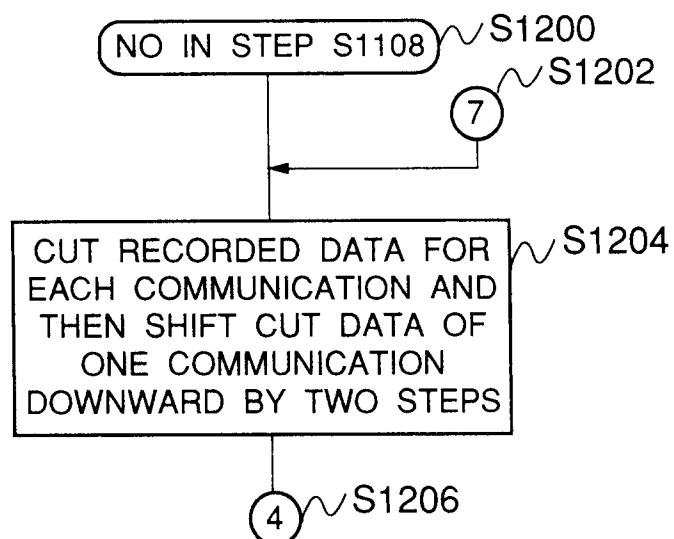 NO IN STEP S1108
S1200
7
S1202
CUT RECORDED DATA FOR
EACH COMMUNICATION AND
THEN SHIFT CUT DATA OF
ONE COMMUNICATION
DOWNWARD BY TWO STEPS
S1204
4
S1206